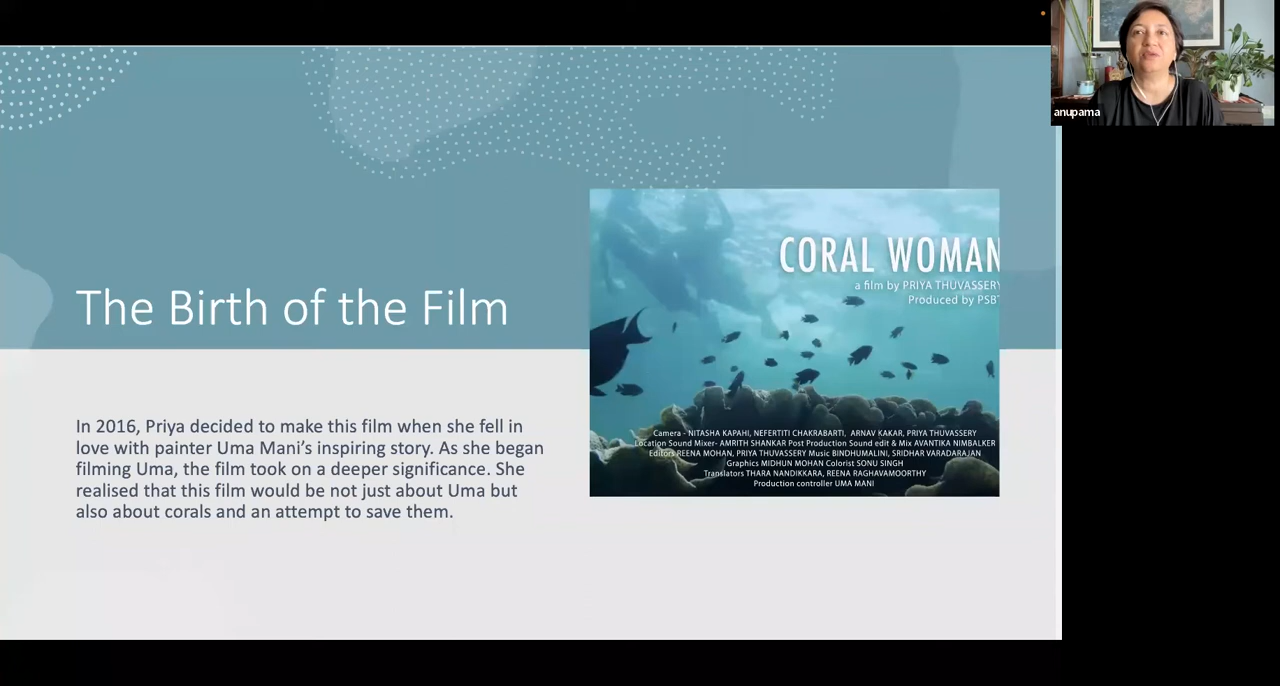 anupama
The Birth of the Film
In 2016, Priya decided to make this film when she fell in
love with painter Uma Mani’s inspiring story. As she began
filming Uma, the film took on a deeper significance. She
realised that this film would be not just about Uma but
also about corals and an attempt to save them.
CORAL WOMAN
a film by PRIYA THUVASSERY
Produced by PSBT
Camera - NITASHA KAPAHI, NEFERTITI CHAKRABARTI, ARNAV KAKAR, PRIYA THUVASSERY
Location Sound Mixer- AMRITH SHANKAR Post Production Sound edit & Mix AVANTIKA NIMBALKER
Editors REENA MOHAN, PRIYA THUVASSERY Music BINDHUMALINI, SRIDHAR VARADARAJAN
Graphics MIDHUN MOHAN Colorist SONU SINGH
Translators THARA NANDIKKARA, REENA RAGHAVAMOORTHY
Production controller UMA MANI